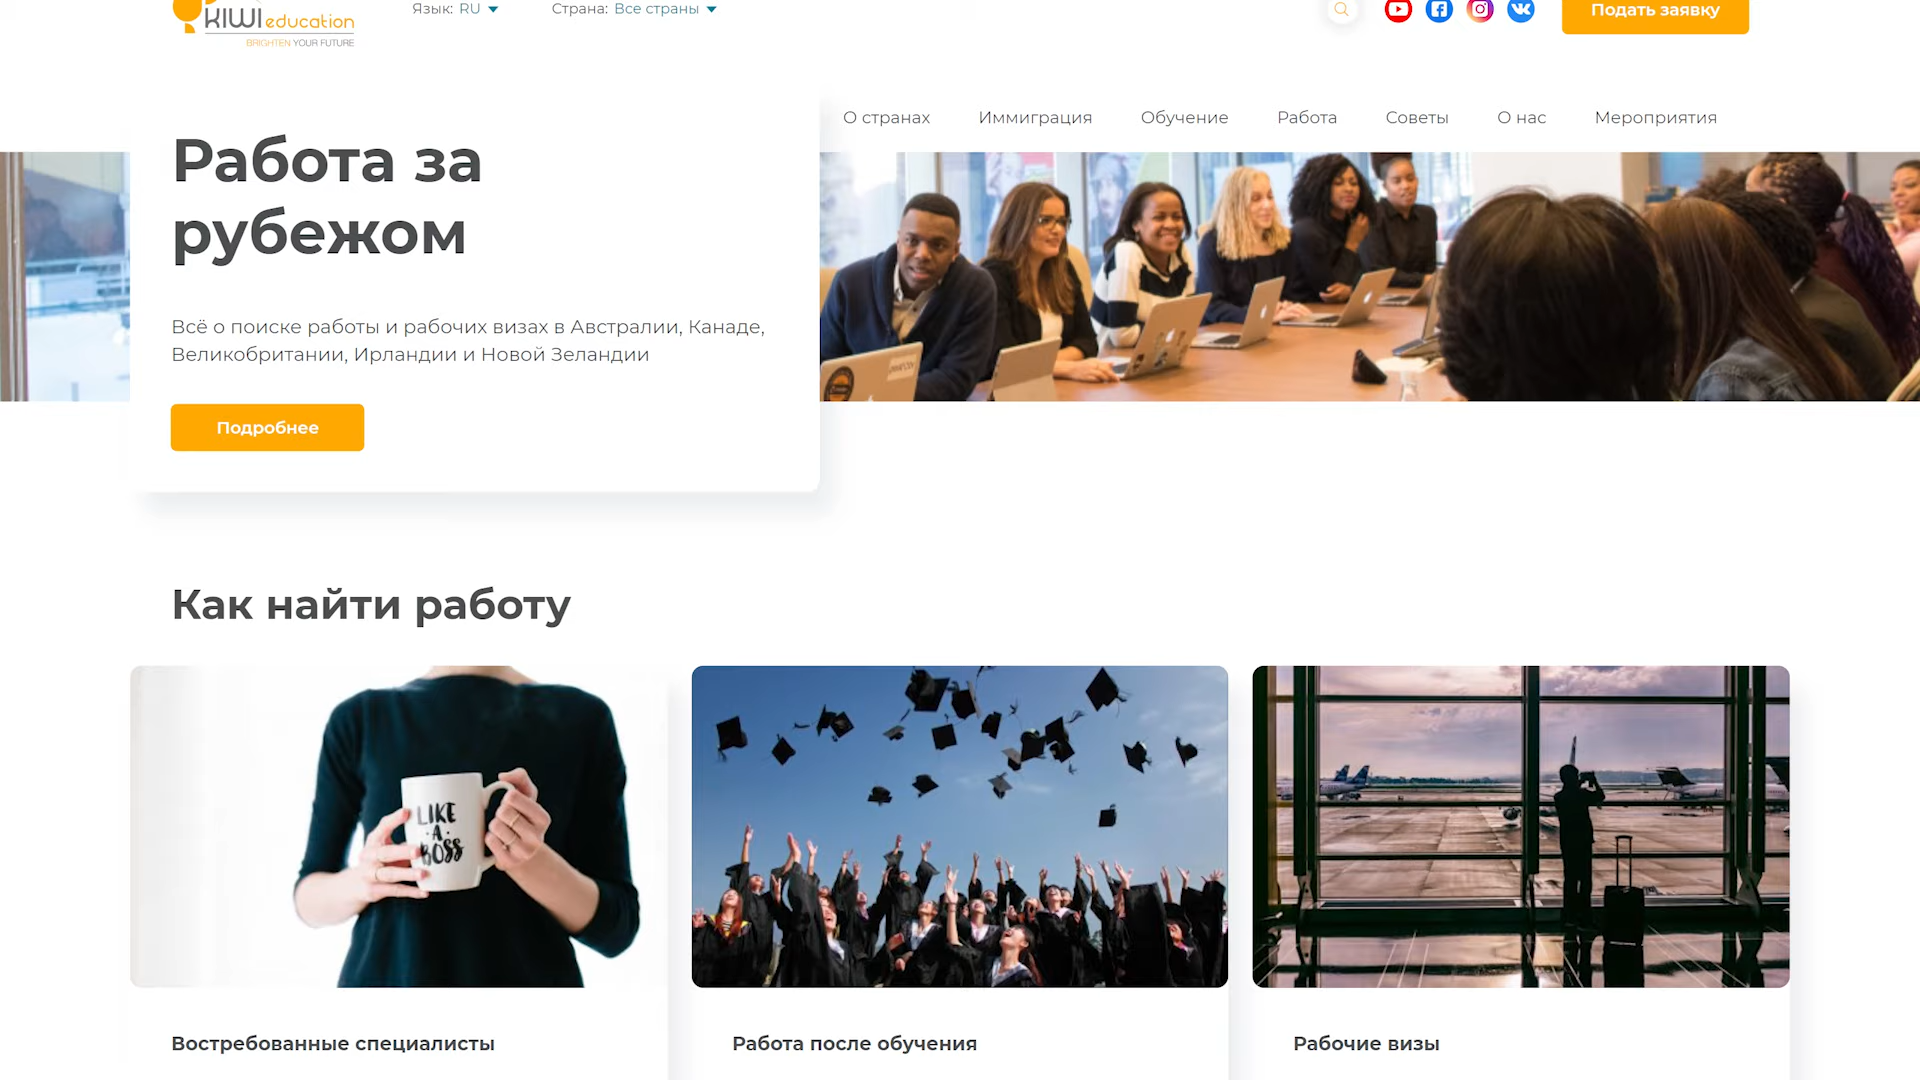 KIWI education
BRIGHTEN YOUR FUTURE
Язык: RU
Страна: Все страны
Подать заявку
О странах
Иммиграция
Обучение
Работа
Советы
О нас
Мероприятия
Работа за
рубежом
Всё о поиске работы и рабочих визах в Австралии, Канаде,
Великобритании, Ирландии и Новой Зеландии
Подробнее
Как найти работу
LIKE
·A·
BOSS
Востребованные специалисты
Работа после обучения
Рабочие визы